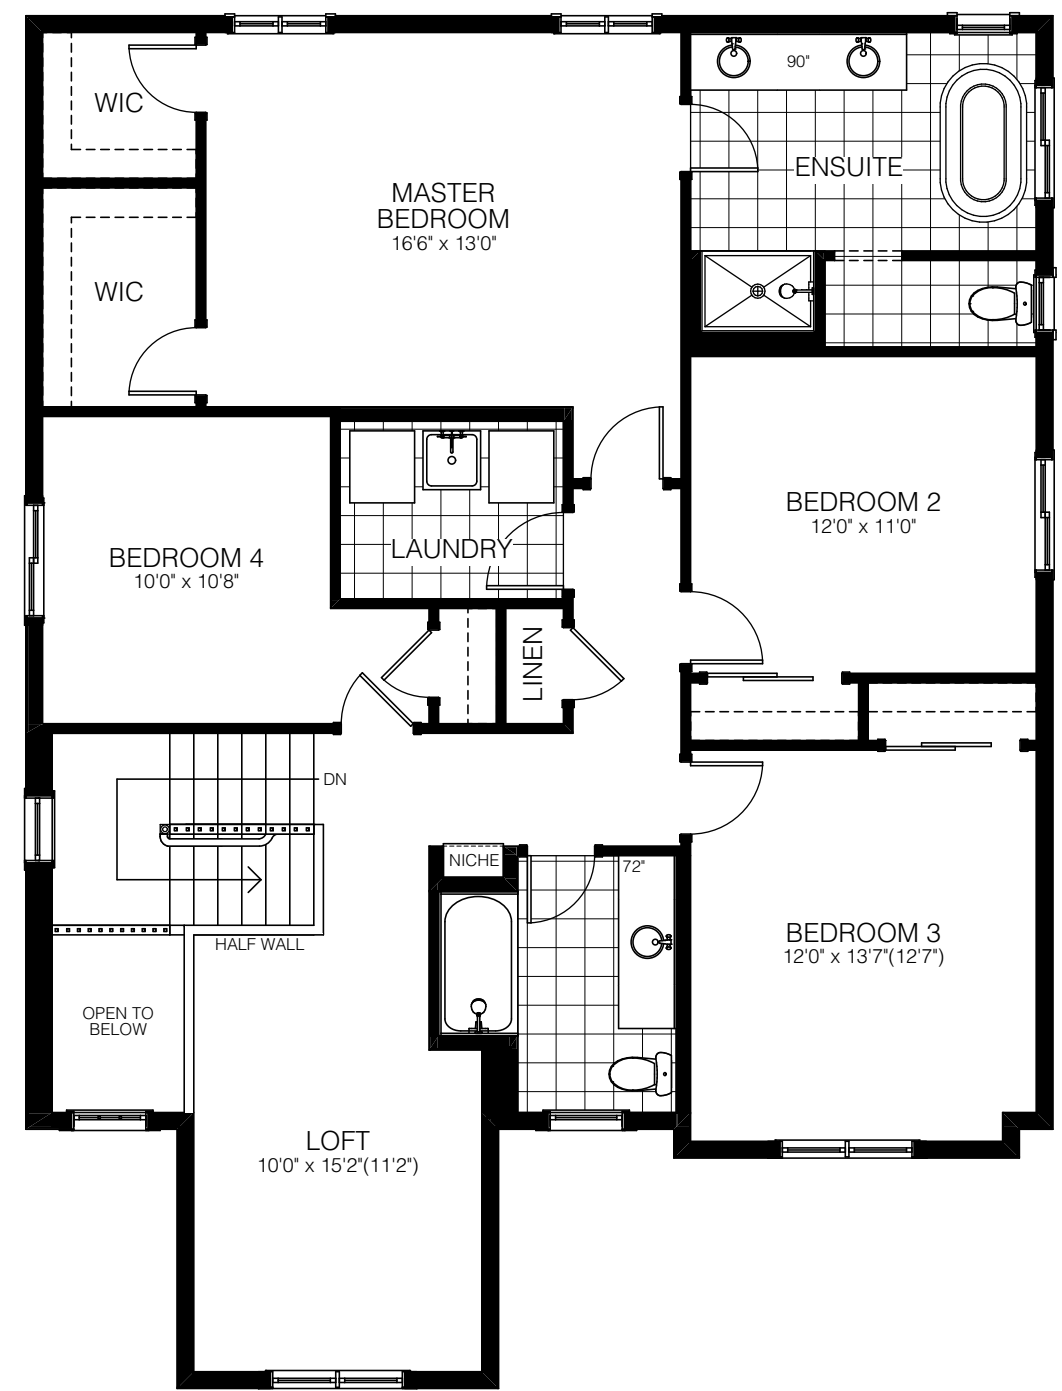 WIC
90"
ENSUITE
MASTER
BEDROOM
16'6" x 13'0"
WIC
BEDROOM 2
12'0" x 11'0"
LAUNDRY
BEDROOM 4
10'0" x 10'8"
LINEN
DN
NICHE
72"
HALF WALL
BEDROOM 3
12'0" x 13'7"(12'7")
OPEN TO
BELOW
LOFT
10'0" x 15'2"(11'2")